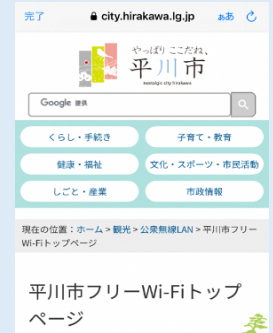 完了 city.hirakawa.lg.jp ぁあ
やっぱり ここだね、
平川市
nostalgic city hirakawa
Google 提供
くらし・手続き 子育て・教育
健康・福祉 文化・スポーツ・市民活動
しごと・産業 市政情報
現在の位置：ホーム > 観光 > 公衆無線LAN > 平川市フリー
Wi-Fiトップページ
平川市フリーWi-Fiトップ
ページ